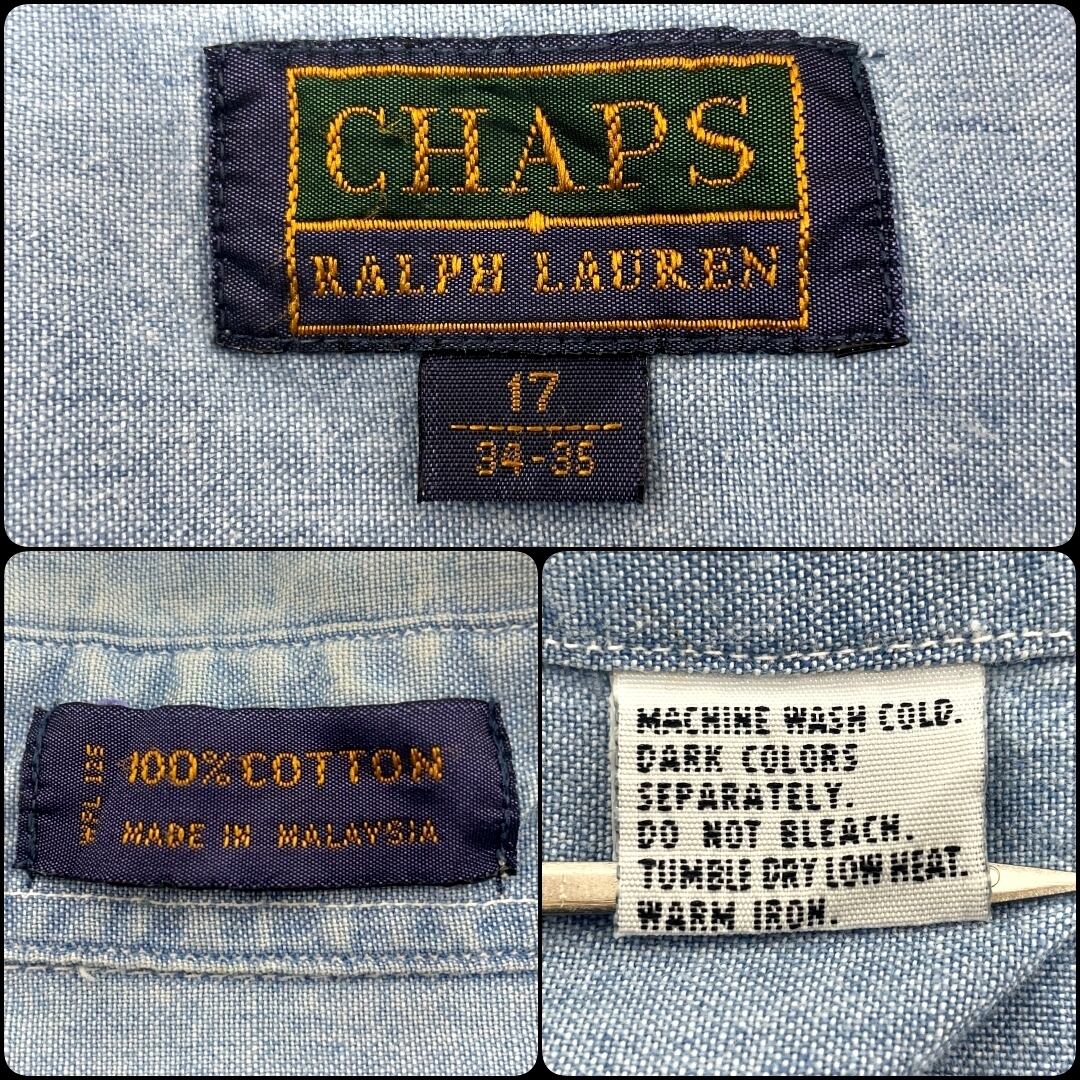 CHAPS
RALPH LAUREN
17
34-35
100% COTTON
MADE IN MALAYSIA
MACHINE WASH COLD.
DARK COLORS
SEPARATELY.
DO NOT BLEACH.
TUMBLE DRY LOW HEAT.
WARM IRON.